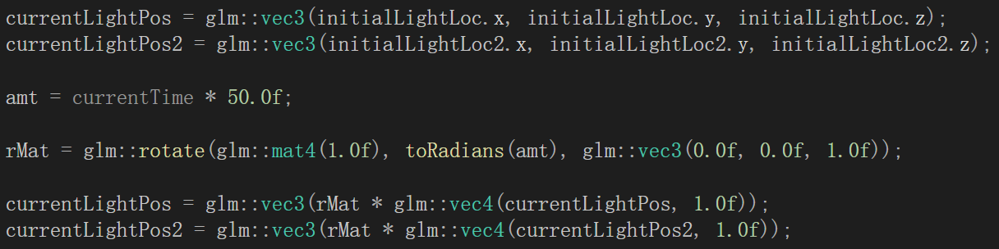 currentLightPos = glm::vec3(initialLightLoc.x, initialLightLoc.y, initialLightLoc.z);
currentLightPos2 = glm::vec3(initialLightLoc2.x, initialLightLoc2.y, initialLightLoc2.z);
amt = currentTime * 50.0f;
rMat = glm::rotate(glm::mat4(1.0f), toRadians(amt), glm::vec3(0.0f, 0.0f, 1.0f));
currentLightPos = glm::vec3(rMat * glm::vec4(currentLightPos, 1.0f));
currentLightPos2 = glm::vec3(rMat * glm::vec4(currentLightPos2, 1.0f));